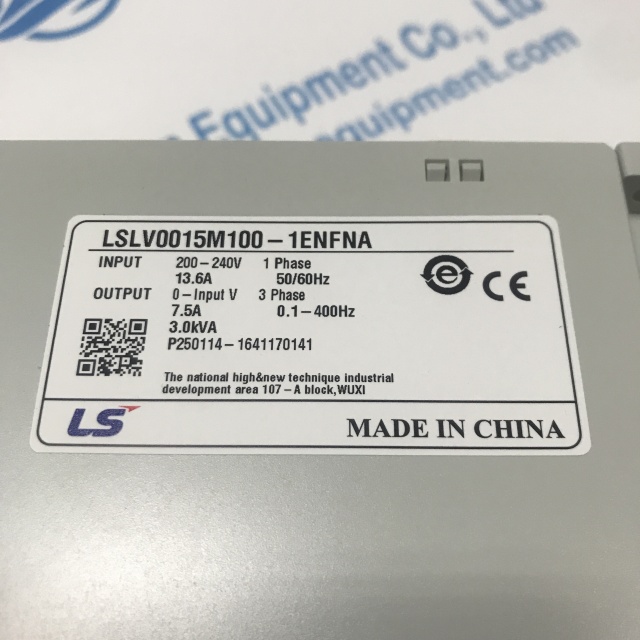 Equipment Co., Ltd
equipment.com
LSLV0015M100-1ENFNA
INPUT 200-240V 1 Phase
13.6A 50/60Hz
OUTPUT 0-Input V 3 Phase
7.5A 0.1-400Hz
3.0kVA
P250114-1641170141
The national high&new technique industrial
development area 107-A block,WUXI
e CE
LS MADE IN CHINA